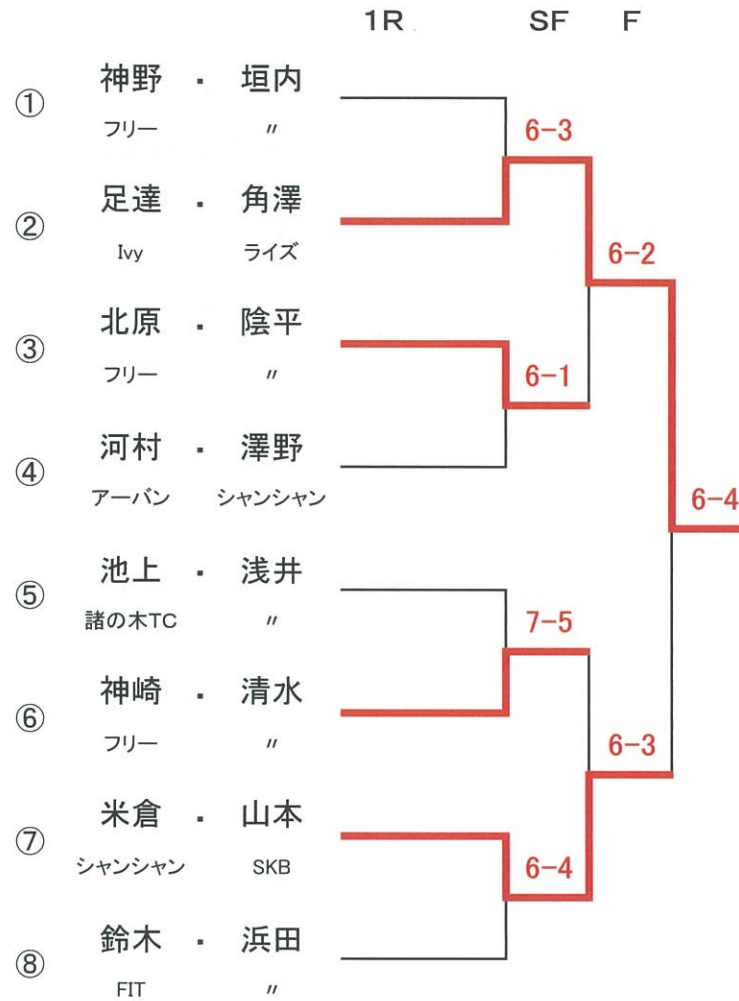 1R SF F
① 神野 ・ 垣内
フリー 〃
6-3
② 足達 ・ 角澤
Ivy ライズ
6-2
③ 北原 ・ 陰平
フリー 〃
6-1
④ 河村 ・ 澤野
アーバン シャンシャン
6-4
⑤ 池上 ・ 浅井
諸の木TC 〃
7-5
⑥ 神崎 ・ 清水
フリー 〃
6-3
⑦ 米倉 ・ 山本
シャンシャン SKB
6-4
⑧ 鈴木 ・ 浜田
FIT 〃